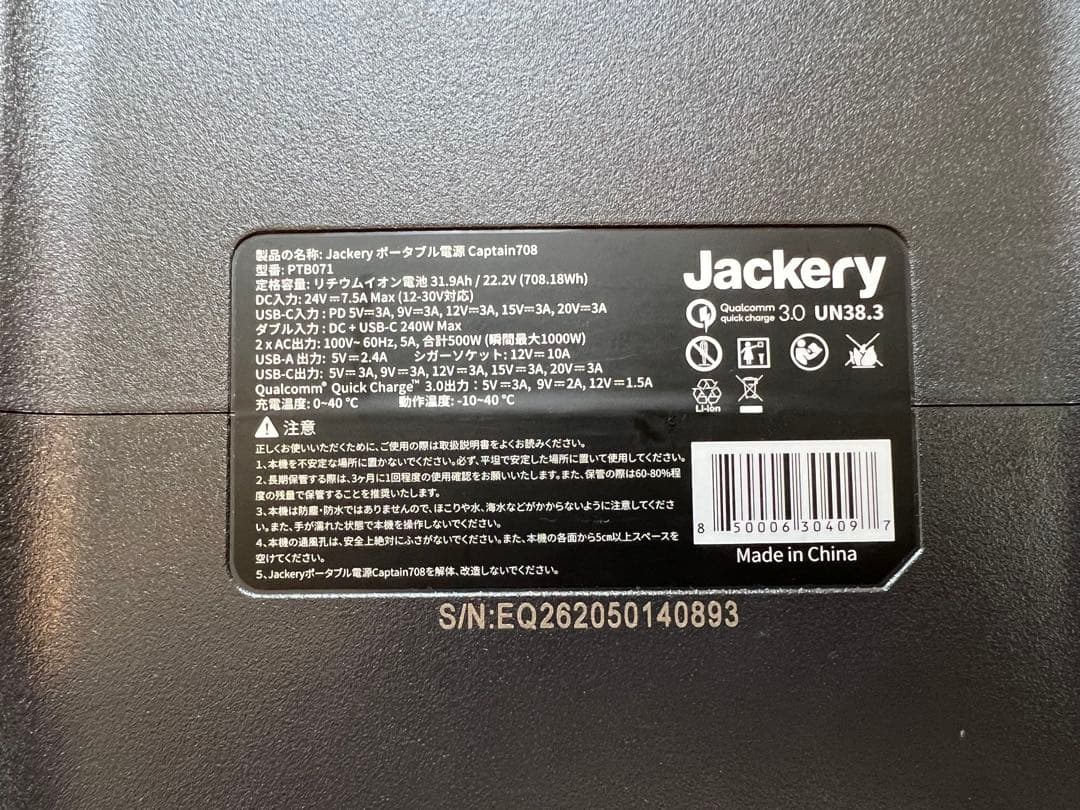 製品の名称: Jackery ポータブル電源 Captain708
型番: PTB071
定格容量: リチウムイオン電池 31.9Ah / 22.2V (708.18Wh)
DC入力: 24V⎓7.5A Max (12-30V対応)
USB-C入力 : PD 5V⎓3A, 9V⎓3A, 12V⎓3A, 15V⎓3A, 20V⎓3A
ダブル入力 : DC + USB-C 240W Max
2 x AC出力: 100V~ 60Hz, 5A, 合計500W (瞬間最大1000W)
USB-A 出力: 5V⎓2.4A シガーソケット: 12V⎓10A
USB-C出力: 5V⎓3A, 9V⎓3A, 12V⎓3A, 15V⎓3A, 20V⎓3A
Qualcomm® Quick Charge™ 3.0出力 : 5V⎓3A, 9V⎓2A, 12V⎓1.5A
充電温度: 0~40 ℃ 動作温度: -10~40 ℃
Jackery
Qualcomm
quick charge 3.0 UN38.3
Li-ion
注意
正しくお使いいただくために、ご使用の際は取扱説明書をよくお読みください。
1、本機を不安定な場所に置かないでください。必ず、平坦で安定した場所に置いて使用してください。
2、長期保管する際は、3ヶ月に1回程度の使用確認をお願いいたします。また、保管の際は60-80%程
度の残量で保管することを推奨いたします。
3、本機は防塵・防水ではありませんので、ほこりや水、海水などがかからないように注意してくださ
い。また、手が濡れた状態で本機を操作しないでください。
4、本機の通風孔は、安全上絶対にふさがないでください。また、本機の各面から5cm以上スペースを
空けてください。
5、Jackeryポータブル電源Captain708を解体、改造しないでください。
8 50006 30409 7
Made in China
S/N:EQ262050140893